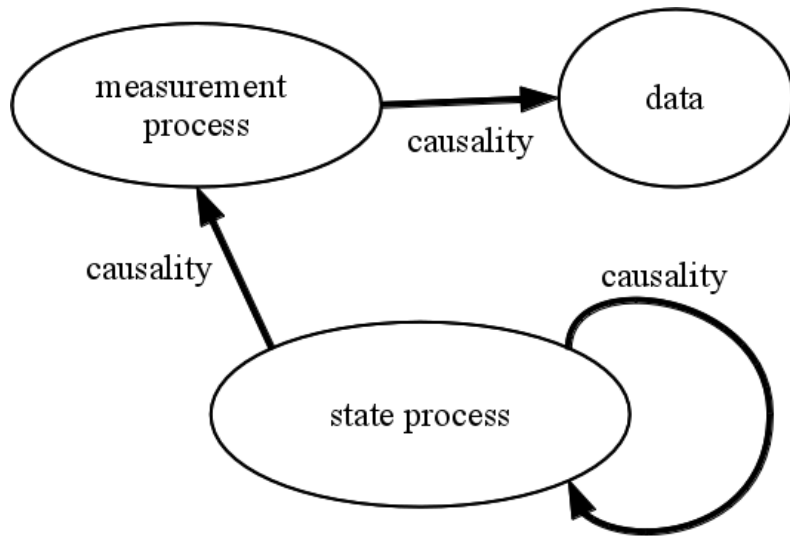 measurement
process
data
causality
causality
causality
state process